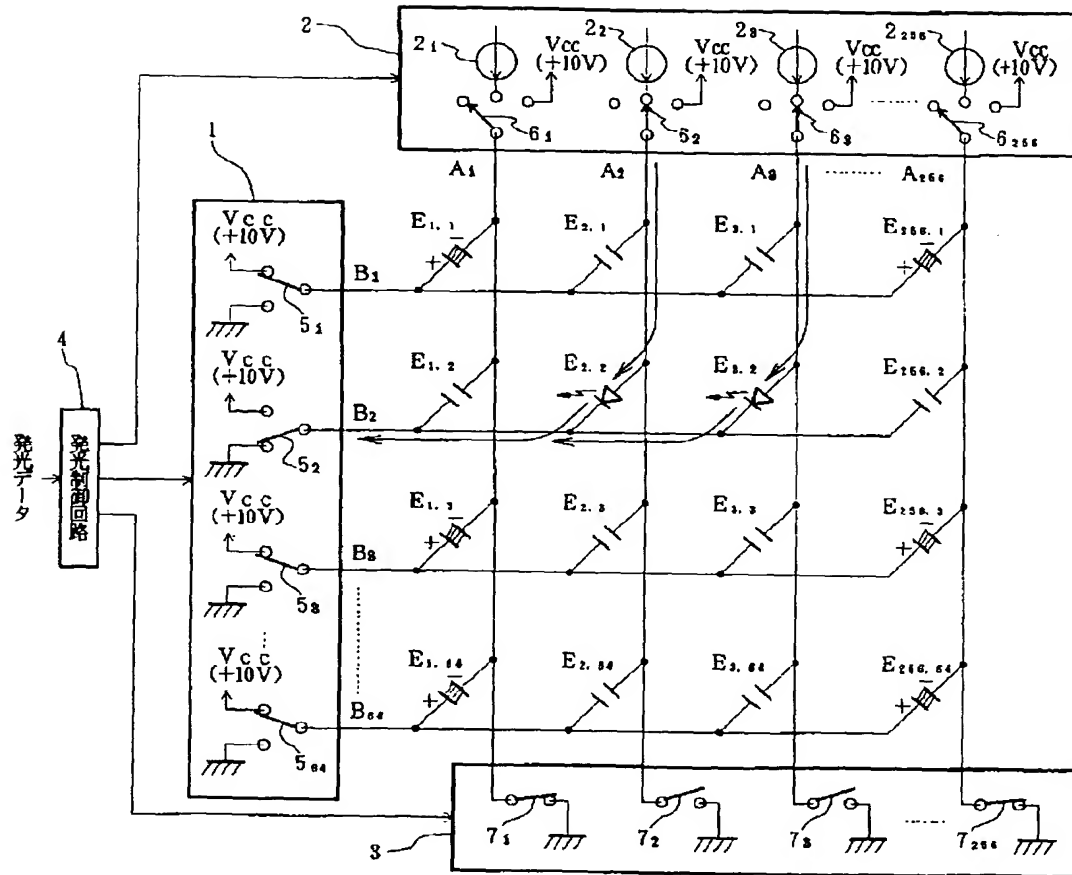 2
2₁
Vcc
(+10V)
2₂
Vcc
(+10V)
2₃
Vcc
(+10V)
2₂₅₆
Vcc
(+10V)
6₁
6₂
6₃
6₂₅₆
1
A₁
A₂
A₃
A₂₅₆
Vcc
(+10V)
5₁
B₁
E₁.₁
+
−
E₂.₁
E₃.₁
E₂₅₆.₁
+
−
4
発光データ
発光制御回路
Vcc
(+10V)
5₂
B₂
E₁.₂
E₂.₂
E₃.₂
E₂₅₆.₂
Vcc
(+10V)
5₃
B₃
E₁.₃
+
−
E₂.₃
E₃.₃
E₂₅₆.₃
+
−
Vcc
(+10V)
5₆₄
B₆₄
E₁.₆₄
+
−
E₂.₆₄
E₃.₆₄
E₂₅₆.₆₄
+
−
3
7₁
7₂
7₃
7₂₅₆